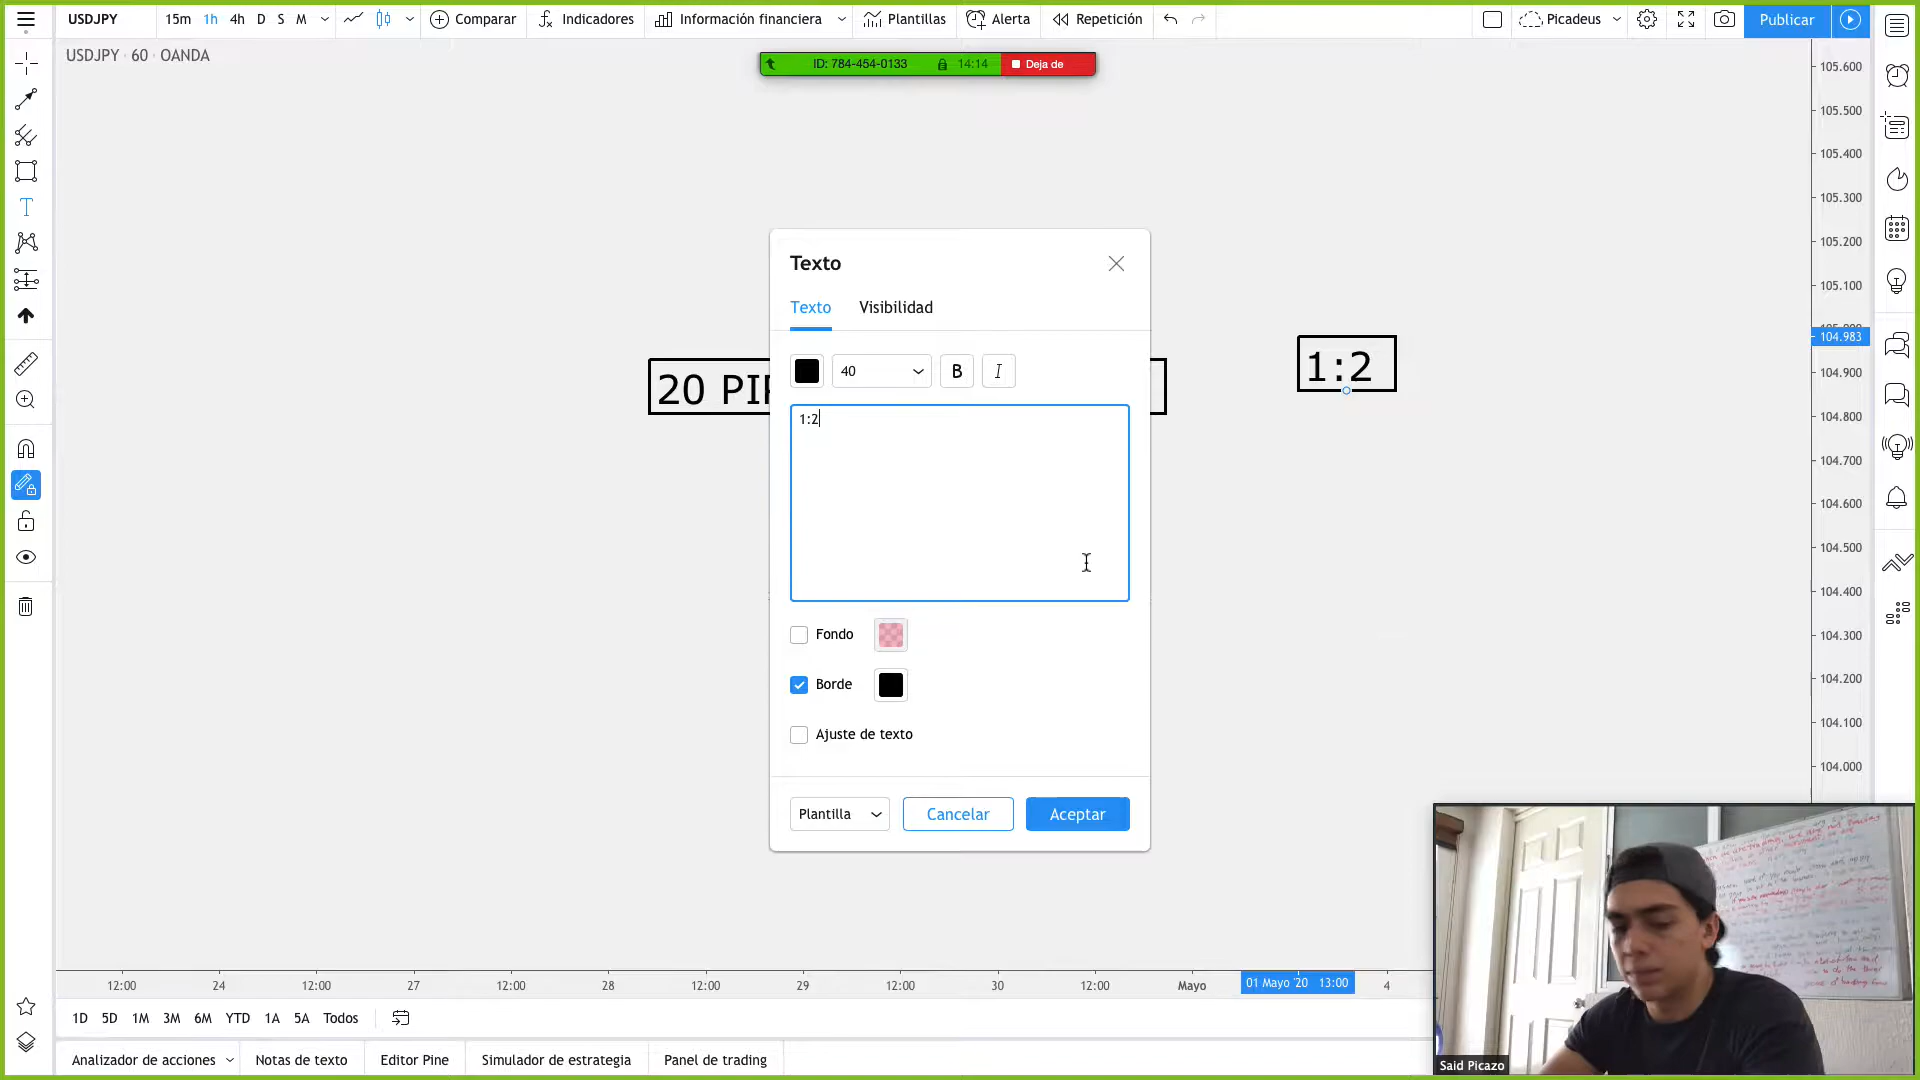 USDJPY 15m 1h 4h D S M Comparar Indicadores Información financiera Plantillas Alerta Repetición Picadeus Publicar
USDJPY · 60 · OANDA
ID: 784-454-0133 14:14 Deja de
105.600
105.500
105.400
105.300
105.200
105.100
104.983
104.900
104.800
104.700
104.600
104.500
104.400
104.300
104.200
104.100
104.000
Texto
Texto Visibilidad
40 B I
20 PI
1:2
1:2
Fondo
Borde
Ajuste de texto
Plantilla Cancelar Aceptar
12:00 24 12:00 27 12:00 28 12:00 29 12:00 30 12:00 Mayo 01 Mayo '20 13:00 4
1D 5D 1M 3M 6M YTD 1A 5A Todos
Analizador de acciones Notas de texto Editor Pine Simulador de estrategia Panel de trading
Said Picazo